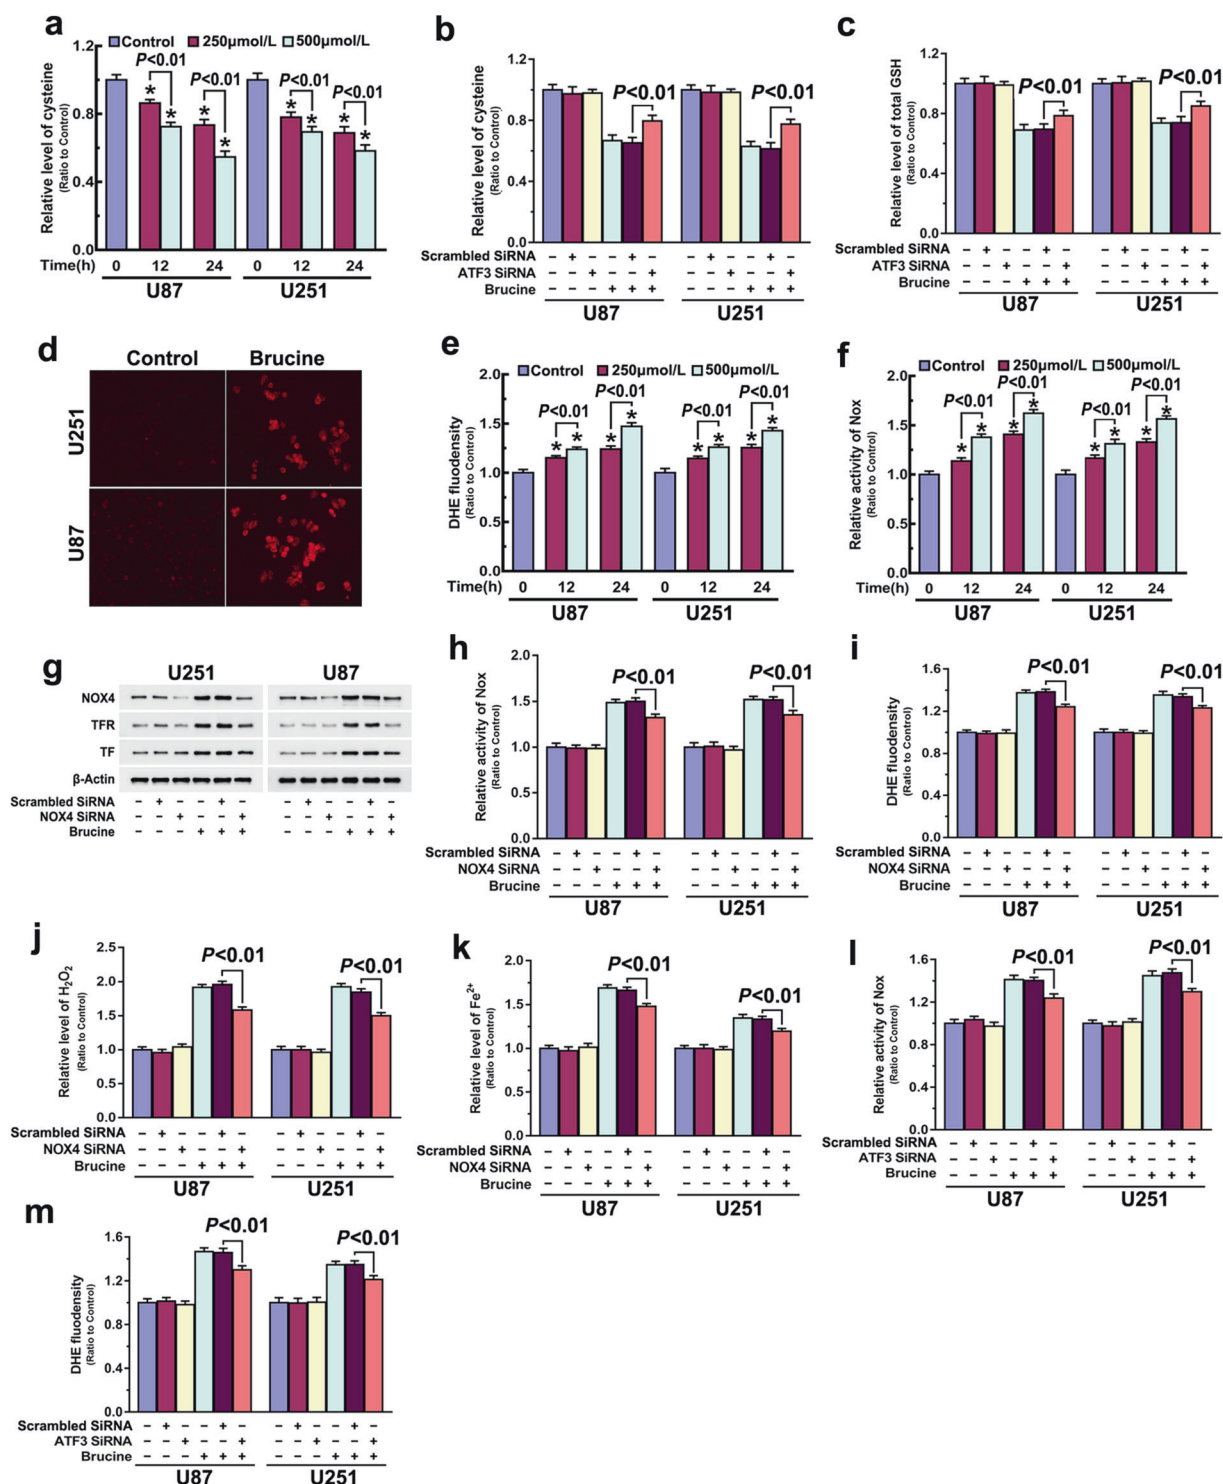 a
Control 250μmol/L 500μmol/L
P<0.01
P<0.01
P<0.01
P<0.01
* * * * * * * *
Relative level of cysteine
(Ratio to Control)
1.2
0.8
0.4
0.0
Time(h) 0 12 24 0 12 24
U87 U251
b
P<0.01 P<0.01
Relative level of cysteine
(Ratio to Control)
1.2
0.8
0.4
0.0
Scrambled SiRNA – + – – + – – + – – + –
ATF3 SiRNA – – + – – + – – + – – +
Brucine – – – + + + – – – + + +
U87 U251
c
P<0.01 P<0.01
Relative level of total GSH
(Ratio to Control)
1.2
0.8
0.4
0.0
Scrambled SiRNA – + – – + – – + – – + –
ATF3 SiRNA – – + – – + – – + – – +
Brucine – – – + + + – – – + + +
U87 U251
d
Control Brucine
U251
U87
e
Control 250μmol/L 500μmol/L
P<0.01
P<0.01
P<0.01
P<0.01
* * * * * * * *
DHE fluodensity
(Ratio to Control)
2.0
1.5
1.0
0.5
0.0
Time(h) 0 12 24 0 12 24
U87 U251
f
Control 250μmol/L 500μmol/L
P<0.01
P<0.01
P<0.01
P<0.01
* * * * * * * *
Relative activity of Nox
(Ratio to Control)
2.0
1.5
1.0
0.5
0.0
Time(h) 0 12 24 0 12 24
U87 U251
g
U251 U87
NOX4
TFR
TF
β-Actin
Scrambled SiRNA – + – – + – – + – – + –
NOX4 SiRNA – – + – – + – – + – – +
Brucine – – – + + + – – – + + +
h
P<0.01 P<0.01
Relative activity of Nox
(Ratio to Control)
2.0
1.5
1.0
0.5
0.0
Scrambled SiRNA – + – – + – – + – – + –
NOX4 SiRNA – – + – – + – – + – – +
Brucine – – – + + + – – – + + +
U87 U251
i
P<0.01 P<0.01
DHE fluodensity
(Ratio to Control)
1.6
1.2
0.8
0.4
0.0
Scrambled SiRNA – + – – + – – + – – + –
NOX4 SiRNA – – + – – + – – + – – +
Brucine – – – + + + – – – + + +
U87 U251
j
P<0.01 P<0.01
Relative level of H₂O₂
(Ratio to Control)
2.5
2.0
1.5
1.0
0.5
0.0
Scrambled SiRNA – + – – + – – + – – + –
NOX4 SiRNA – – + – – + – – + – – +
Brucine – – – + + + – – – + + +
U87 U251
k
P<0.01 P<0.01
Relative level of Fe²⁺
(Ratio to Control)
2.0
1.5
1.0
0.5
0.0
Scrambled SiRNA – + – – + – – + – – + –
NOX4 SiRNA – – + – – + – – + – – +
Brucine – – – + + + – – – + + +
U87 U251
l
P<0.01 P<0.01
Relative activity of Nox
(Ratio to Control)
1.6
1.2
0.8
0.4
0.0
Scrambled SiRNA – + – – + – – + – – + –
ATF3 SiRNA – – + – – + – – + – – +
Brucine – – – + + + – – – + + +
U87 U251
m
P<0.01 P<0.01
DHE fluodensity
(Ratio to Control)
1.6
1.2
0.8
0.4
0.0
Scrambled SiRNA – + – – + – – + – – + –
ATF3 SiRNA – – + – – + – – + – – +
Brucine – – – + + + – – – + + +
U87 U251